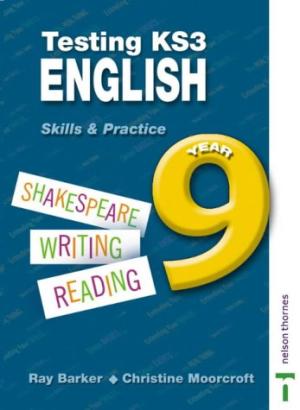 Testing KS3
ENGLISH
Skills & Practice
YEAR
9
SHAKESPEARE
WRITING
READING
Ray Barker ◆ Christine Moorcroft
nelson thornes